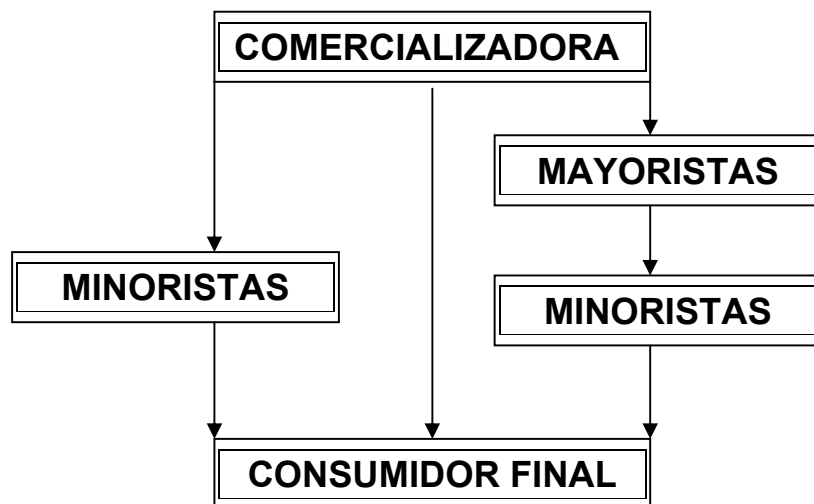 COMERCIALIZADORA
MAYORISTAS
MINORISTAS
MINORISTAS
CONSUMIDOR FINAL